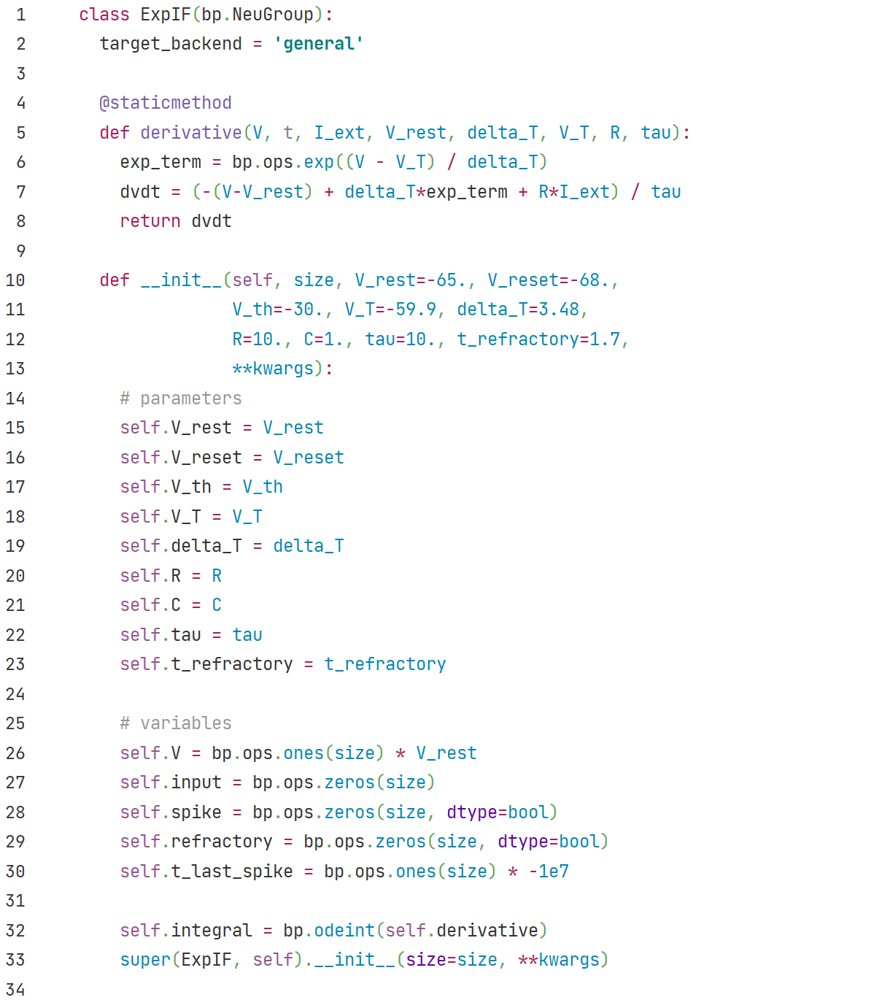 1 class ExpIF(bp.NeuGroup):
2 target_backend = 'general'
3
4 @staticmethod
5 def derivative(V, t, I_ext, V_rest, delta_T, V_T, R, tau):
6 exp_term = bp.ops.exp((V - V_T) / delta_T)
7 dvdt = (-(V-V_rest) + delta_T*exp_term + R*I_ext) / tau
8 return dvdt
9
10 def __init__(self, size, V_rest=-65., V_reset=-68.,
11 V_th=-30., V_T=-59.9, delta_T=3.48,
12 R=10., C=1., tau=10., t_refractory=1.7,
13 **kwargs):
14 # parameters
15 self.V_rest = V_rest
16 self.V_reset = V_reset
17 self.V_th = V_th
18 self.V_T = V_T
19 self.delta_T = delta_T
20 self.R = R
21 self.C = C
22 self.tau = tau
23 self.t_refractory = t_refractory
24
25 # variables
26 self.V = bp.ops.ones(size) * V_rest
27 self.input = bp.ops.zeros(size)
28 self.spike = bp.ops.zeros(size, dtype=bool)
29 self.refractory = bp.ops.zeros(size, dtype=bool)
30 self.t_last_spike = bp.ops.ones(size) * -1e7
31
32 self.integral = bp.odeint(self.derivative)
33 super(ExpIF, self).__init__(size=size, **kwargs)
34